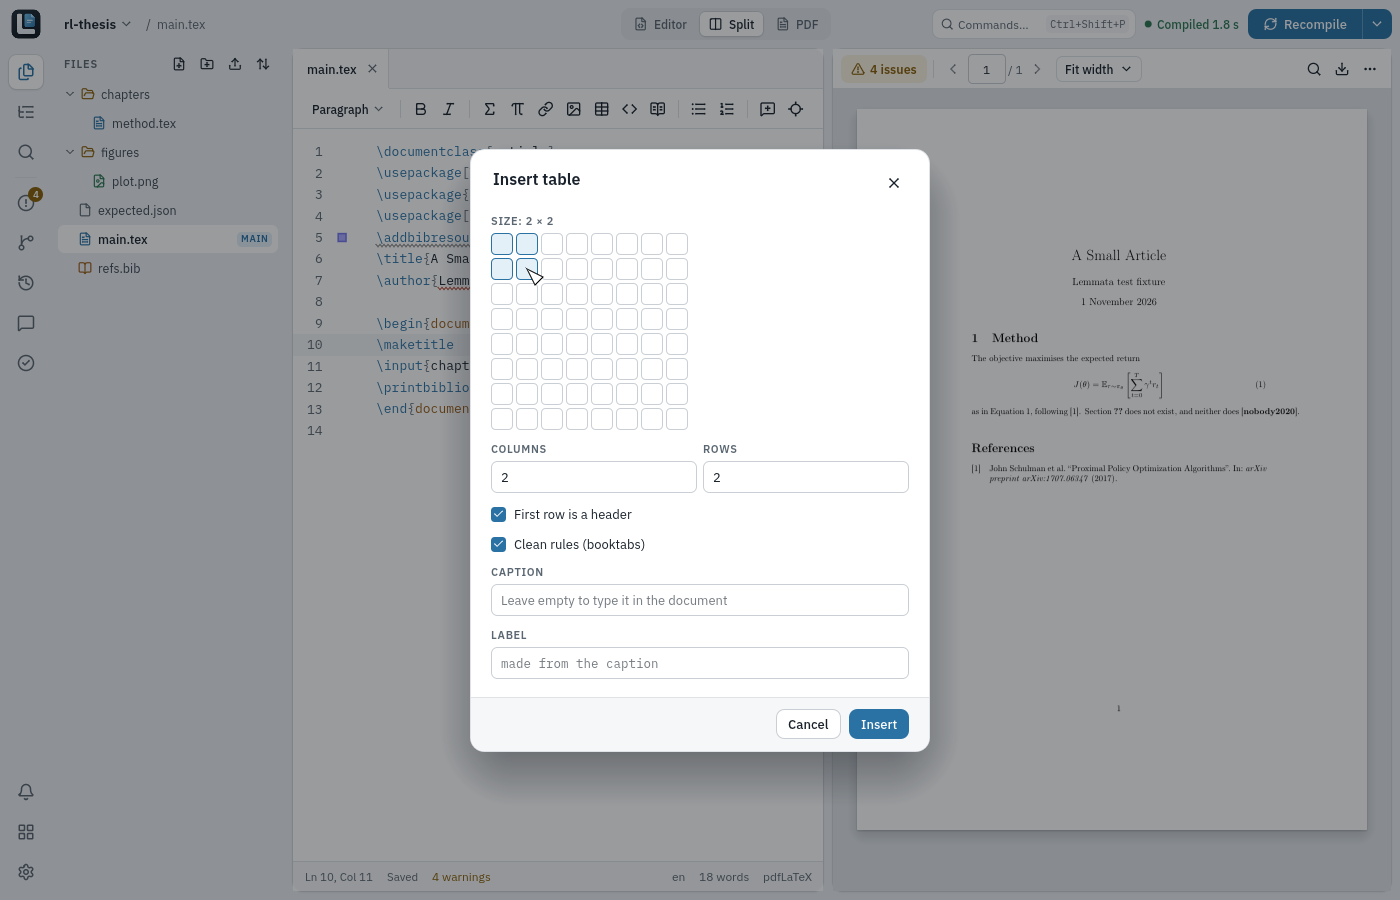 rl-thesis / main.tex
Editor Split PDF
Commands... Ctrl+Shift+P
Compiled 1.8 s
Recompile
FILES
chapters
method.tex
figures
plot.png
expected.json
main.tex MAIN
refs.bib
4
main.tex
Paragraph
1 \documentclas
2 \usepackage[
3 \usepackage{
4 \usepackage[
5 \addbibresou
6 \title{A Sma
7 \author{Lemm
8
9 \begin{docum
10 \maketitle
11 \input{chapt
12 \printbiblio
13 \end{documen
14
Ln 10, Col 11 Saved 4 warnings en 18 words pdfLaTeX
Insert table
SIZE: 2 × 2
COLUMNS ROWS
2 2
First row is a header
Clean rules (booktabs)
CAPTION
Leave empty to type it in the document
LABEL
made from the caption
Cancel Insert
4 issues 1 / 1 Fit width
A Small Article
Lemmata test fixture
1 November 2026
1 Method
The objective maximises the expected return
(1)
as in Equation 1, following [1]. Section ?? does not exist, and neither does [nobody2020].
References
[1] John Schulman et al. “Proximal Policy Optimization Algorithms”. In: arXiv
preprint arXiv:1707.06347 (2017).
1